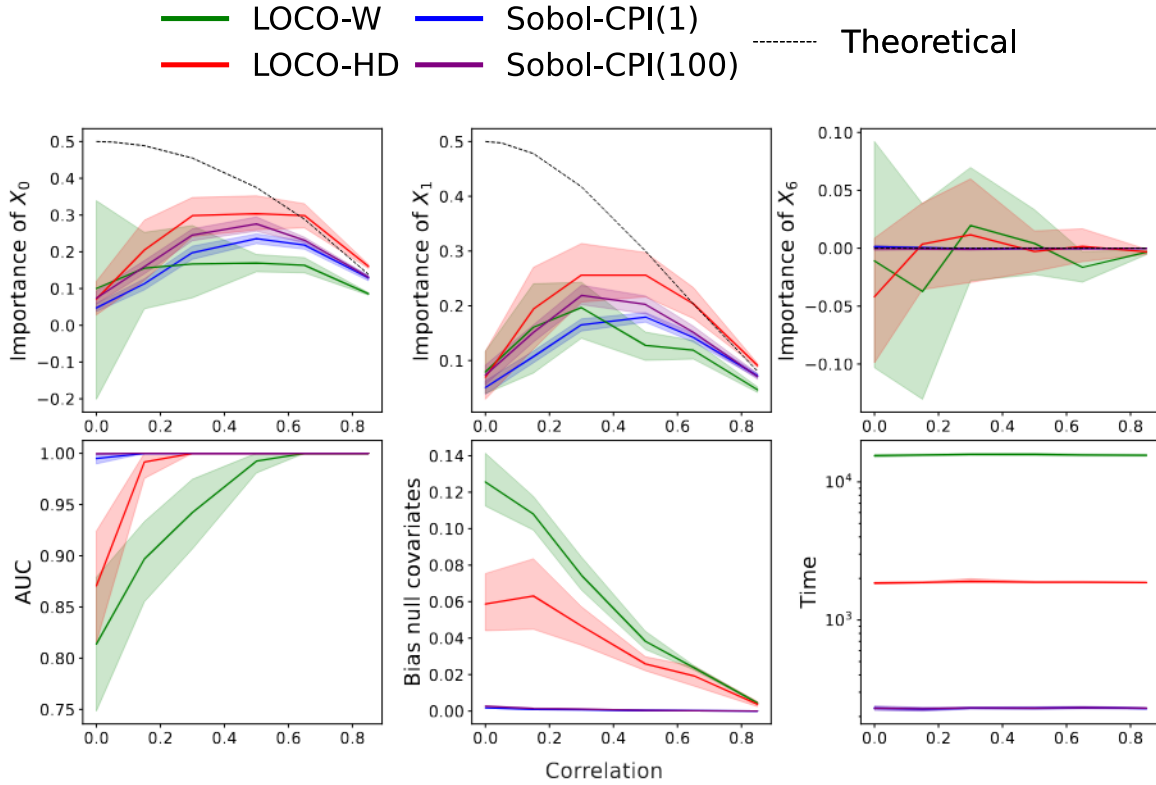 LOCO-W Sobol-CPI(1) Theoretical
LOCO-HD Sobol-CPI(100)
Importance of X₀
0.5
0.4
0.3
0.2
0.1
0.0
−0.1
−0.2
0.0 0.2 0.4 0.6 0.8
Importance of X₁
0.5
0.4
0.3
0.2
0.1
0.0 0.2 0.4 0.6 0.8
Importance of X₆
0.10
0.05
0.00
−0.05
−0.10
0.0 0.2 0.4 0.6 0.8
AUC
1.00
0.95
0.90
0.85
0.80
0.75
0.0 0.2 0.4 0.6 0.8
Bias null covariates
0.14
0.12
0.10
0.08
0.06
0.04
0.02
0.00
0.0 0.2 0.4 0.6 0.8
Time
10⁴
10³
0.0 0.2 0.4 0.6 0.8
Correlation